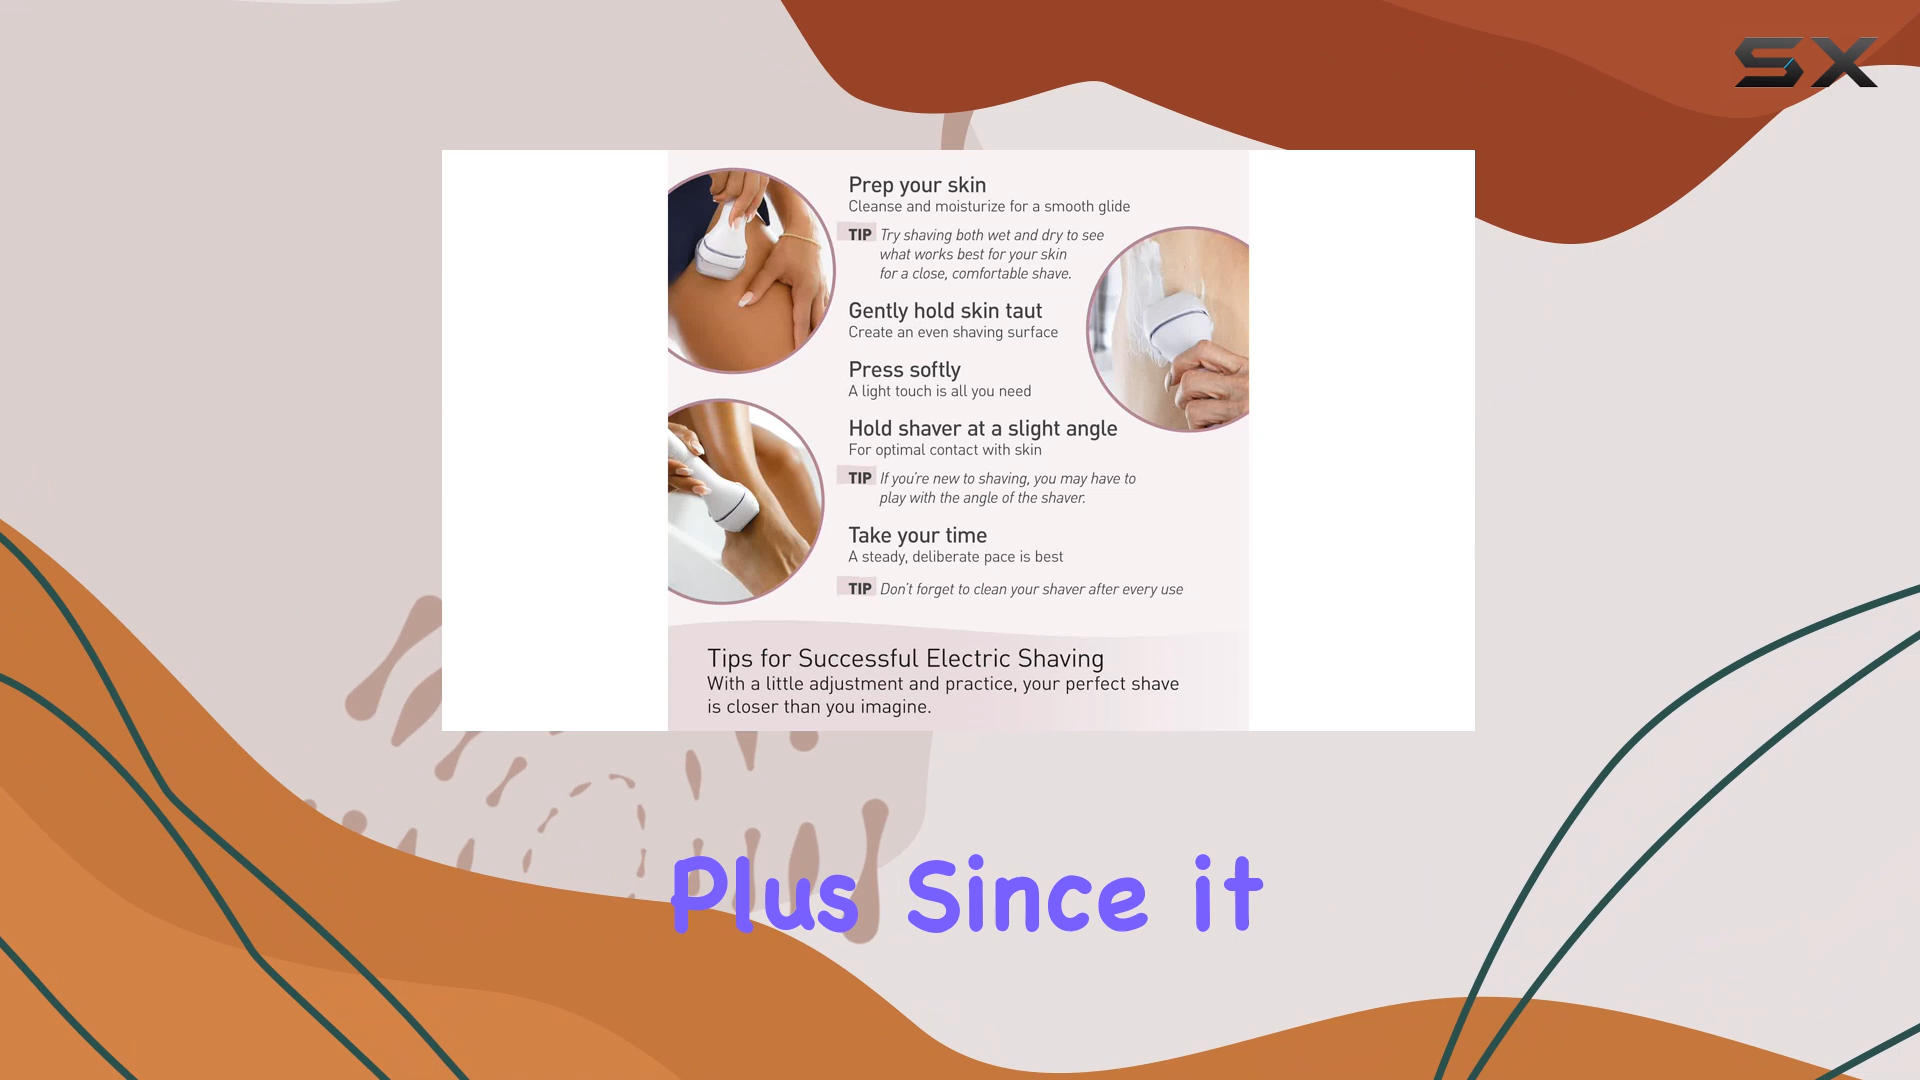 SX
Prep your skin
Cleanse and moisturize for a smooth glide
TIP Try shaving both wet and dry to see
what works best for your skin
for a close, comfortable shave.
Gently hold skin taut
Create an even shaving surface
Press softly
A light touch is all you need
Hold shaver at a slight angle
For optimal contact with skin
TIP If you're new to shaving, you may have to
play with the angle of the shaver.
Take your time
A steady, deliberate pace is best
TIP Don't forget to clean your shaver after every use
Tips for Successful Electric Shaving
With a little adjustment and practice, your perfect shave
is closer than you imagine.
Plus Since it